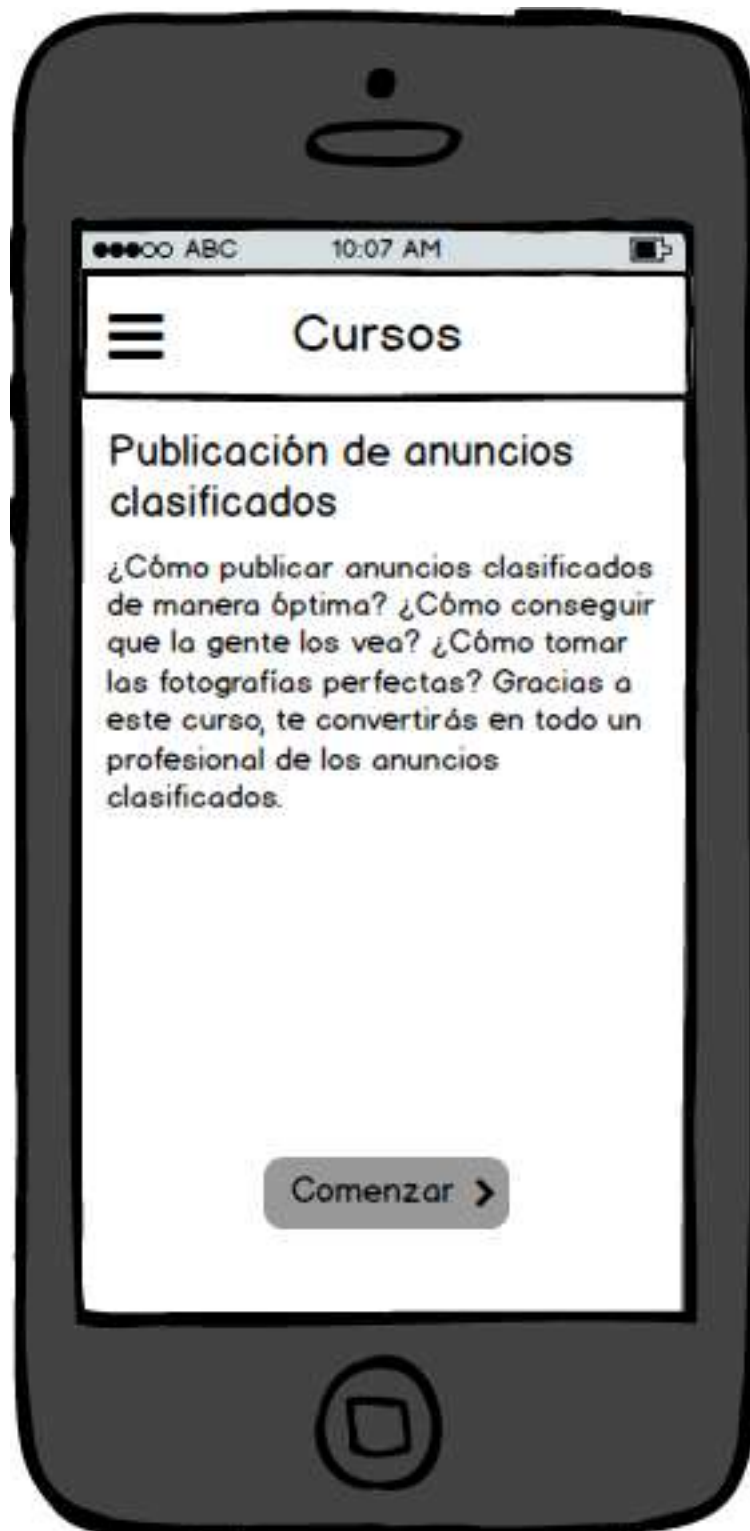 ABC 10:07 AM
Cursos
Publicación de anuncios
clasificados
¿Cómo publicar anuncios clasificados
de manera óptima? ¿Cómo conseguir
que la gente los vea? ¿Cómo tomar
las fotografías perfectas? Gracias a
este curso, te convertirás en todo un
profesional de los anuncios
clasificados.
Comenzar